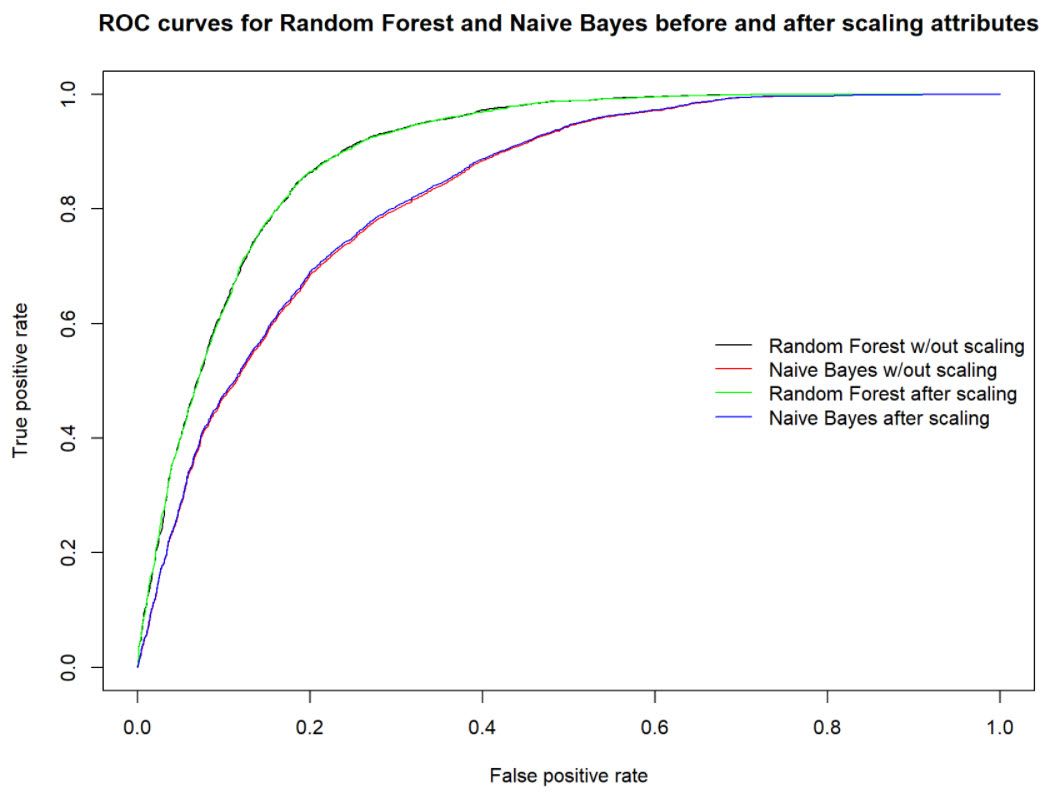 ROC curves for Random Forest and Naive Bayes before and after scaling attributes
True positive rate
1.0
0.8
0.6
0.4
0.2
0.0
Random Forest w/out scaling
Naive Bayes w/out scaling
Random Forest after scaling
Naive Bayes after scaling
0.0 0.2 0.4 0.6 0.8 1.0
False positive rate